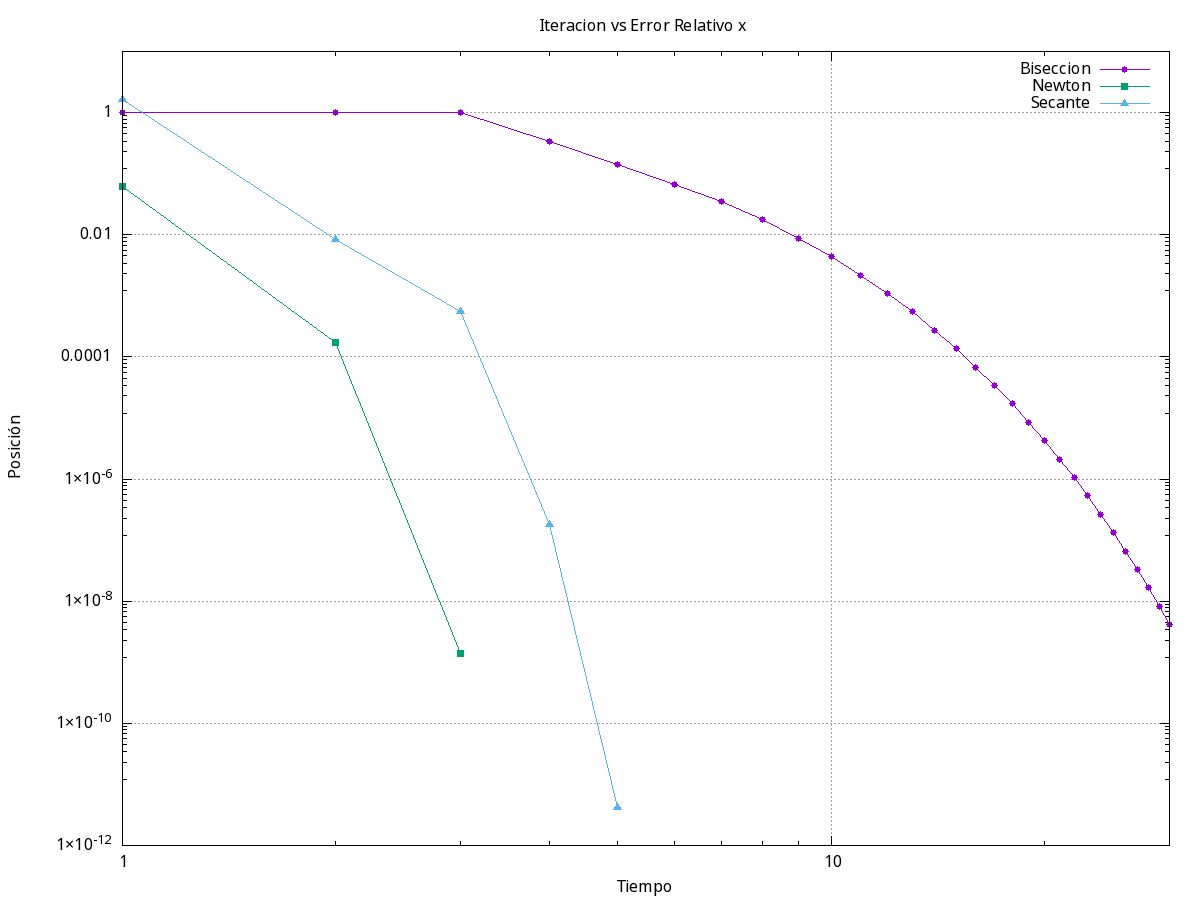 Iteracion vs Error Relativo x
Biseccion
Newton
Secante
1
0.01
0.0001
1×10⁻⁶
1×10⁻⁸
1×10⁻¹⁰
1×10⁻¹²
Posición
1
10
Tiempo